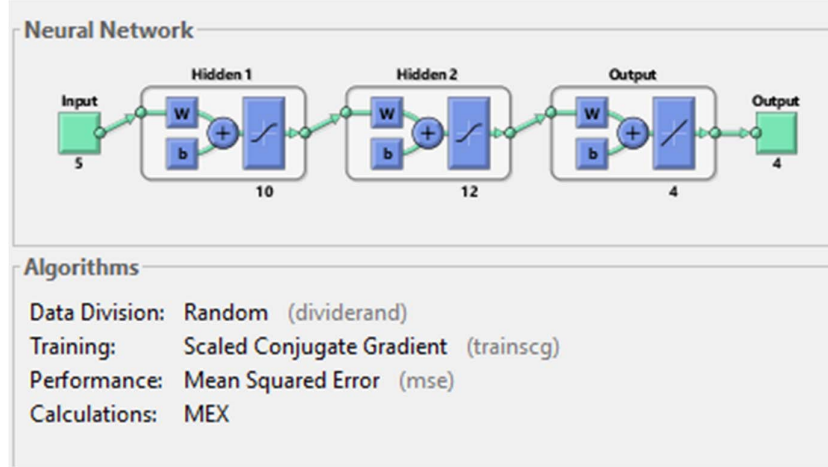 Neural Network
Hidden 1 Hidden 2 Output
Input Output
W W W
+ + +
b b b
5 4
10 12 4
Algorithms
Data Division: Random (dividerand)
Training: Scaled Conjugate Gradient (trainscg)
Performance: Mean Squared Error (mse)
Calculations: MEX